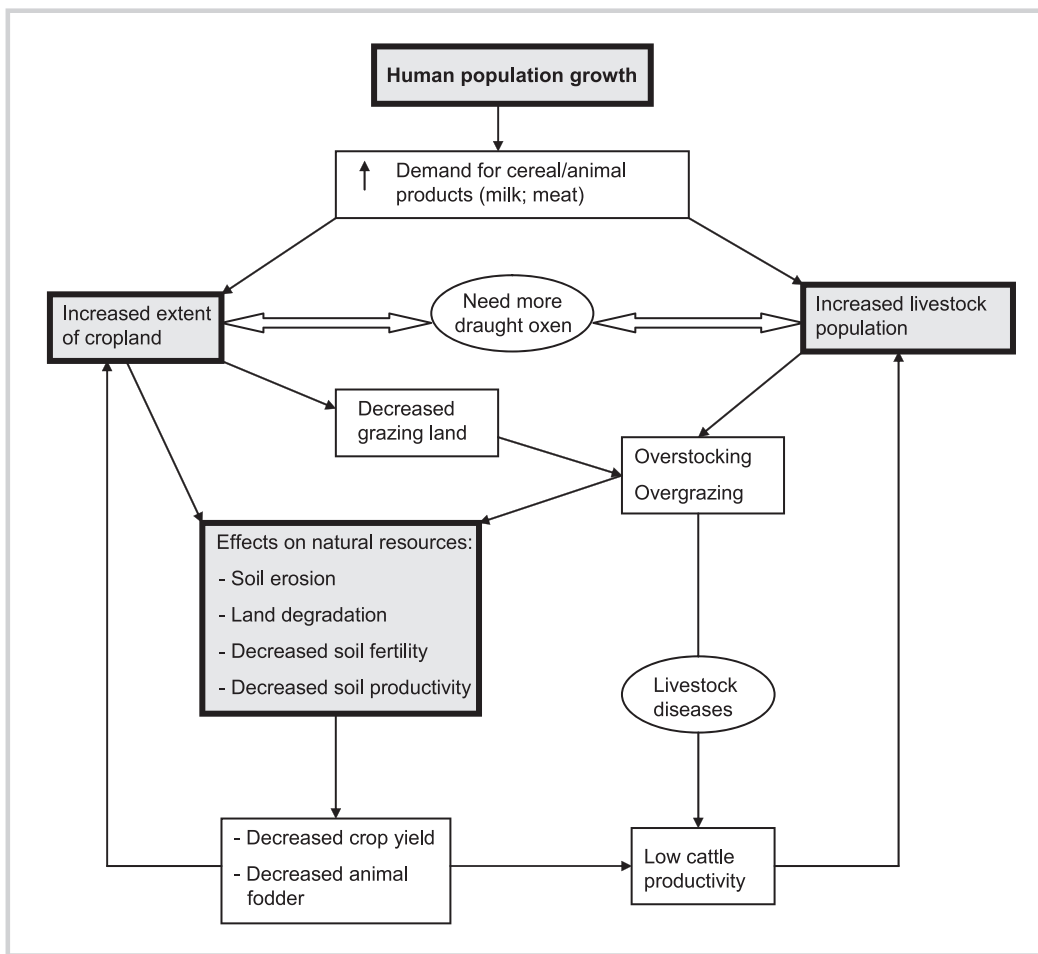 Human population growth
↑ Demand for cereal/animal
products (milk; meat)
Increased extent
of cropland
Need more
draught oxen
Increased livestock
population
Decreased
grazing land
Overstocking
Overgrazing
Effects on natural resources:
- Soil erosion
- Land degradation
- Decreased soil fertility
- Decreased soil productivity
Livestock
diseases
- Decreased crop yield
- Decreased animal
fodder
Low cattle
productivity